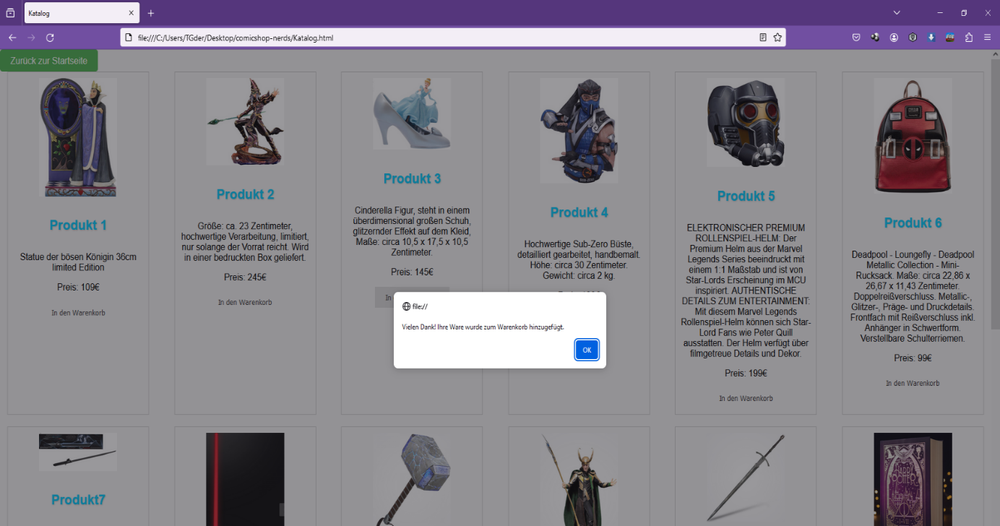 Katalog
file:///C:/Users/TGder/Desktop/comicshop-nerds/Katalog.html
Zurück zur Startseite
Produkt 1
Statue der bösen Königin 36cm
limited Edition
Preis: 109€
In den Warenkorb
Produkt 2
Größe: ca. 23 Zentimeter,
hochwertige Verarbeitung, limitiert,
nur solange der Vorrat reicht. Wird
in einer bedruckten Box geliefert.
Preis: 245€
In den Warenkorb
Produkt 3
Cinderella Figur, steht in einem
überdimensional großen Schuh,
glitzernder Effekt auf dem Kleid,
Maße: circa 10,5 x 17,5 x 10,5
Zentimeter.
Preis: 145€
In
Produkt 4
Hochwertige Sub-Zero Büste,
detailliert gearbeitet, handbemalt.
Höhe: circa 30 Zentimeter.
Gewicht: circa 2 kg.
Produkt 5
ELEKTRONISCHER PREMIUM
ROLLENSPIEL-HELM: Der
Premium Helm aus der Marvel
Legends Series beeindruckt mit
einem 1:1 Maßstab und ist von
Star-Lords Erscheinung im MCU
inspiriert. AUTHENTISCHE
DETAILS ZUM ENTERTAINMENT:
Mit diesem Marvel Legends
Rollenspiel-Helm können sich Star-
Lord Fans wie Peter Quill
ausstatten. Der Helm verfügt über
filmgetreue Details und Dekor.
Preis: 199€
In den Warenkorb
Produkt 6
Deadpool - Loungefly - Deadpool
Metallic Collection - Mini-
Rucksack. Maße: circa 22,86 x
26,67 x 11,43 Zentimeter.
Doppelreißverschluss. Metallic-,
Glitzer-, Präge- und Druckdetails.
Frontfach mit Reißverschluss inkl.
Anhänger in Schwertform.
Verstellbare Schulterriemen.
Preis: 99€
In den Warenkorb
file://
Vielen Dank! Ihre Ware wurde zum Warenkorb hinzugefügt.
OK
Produkt7
HARRY
POTTER